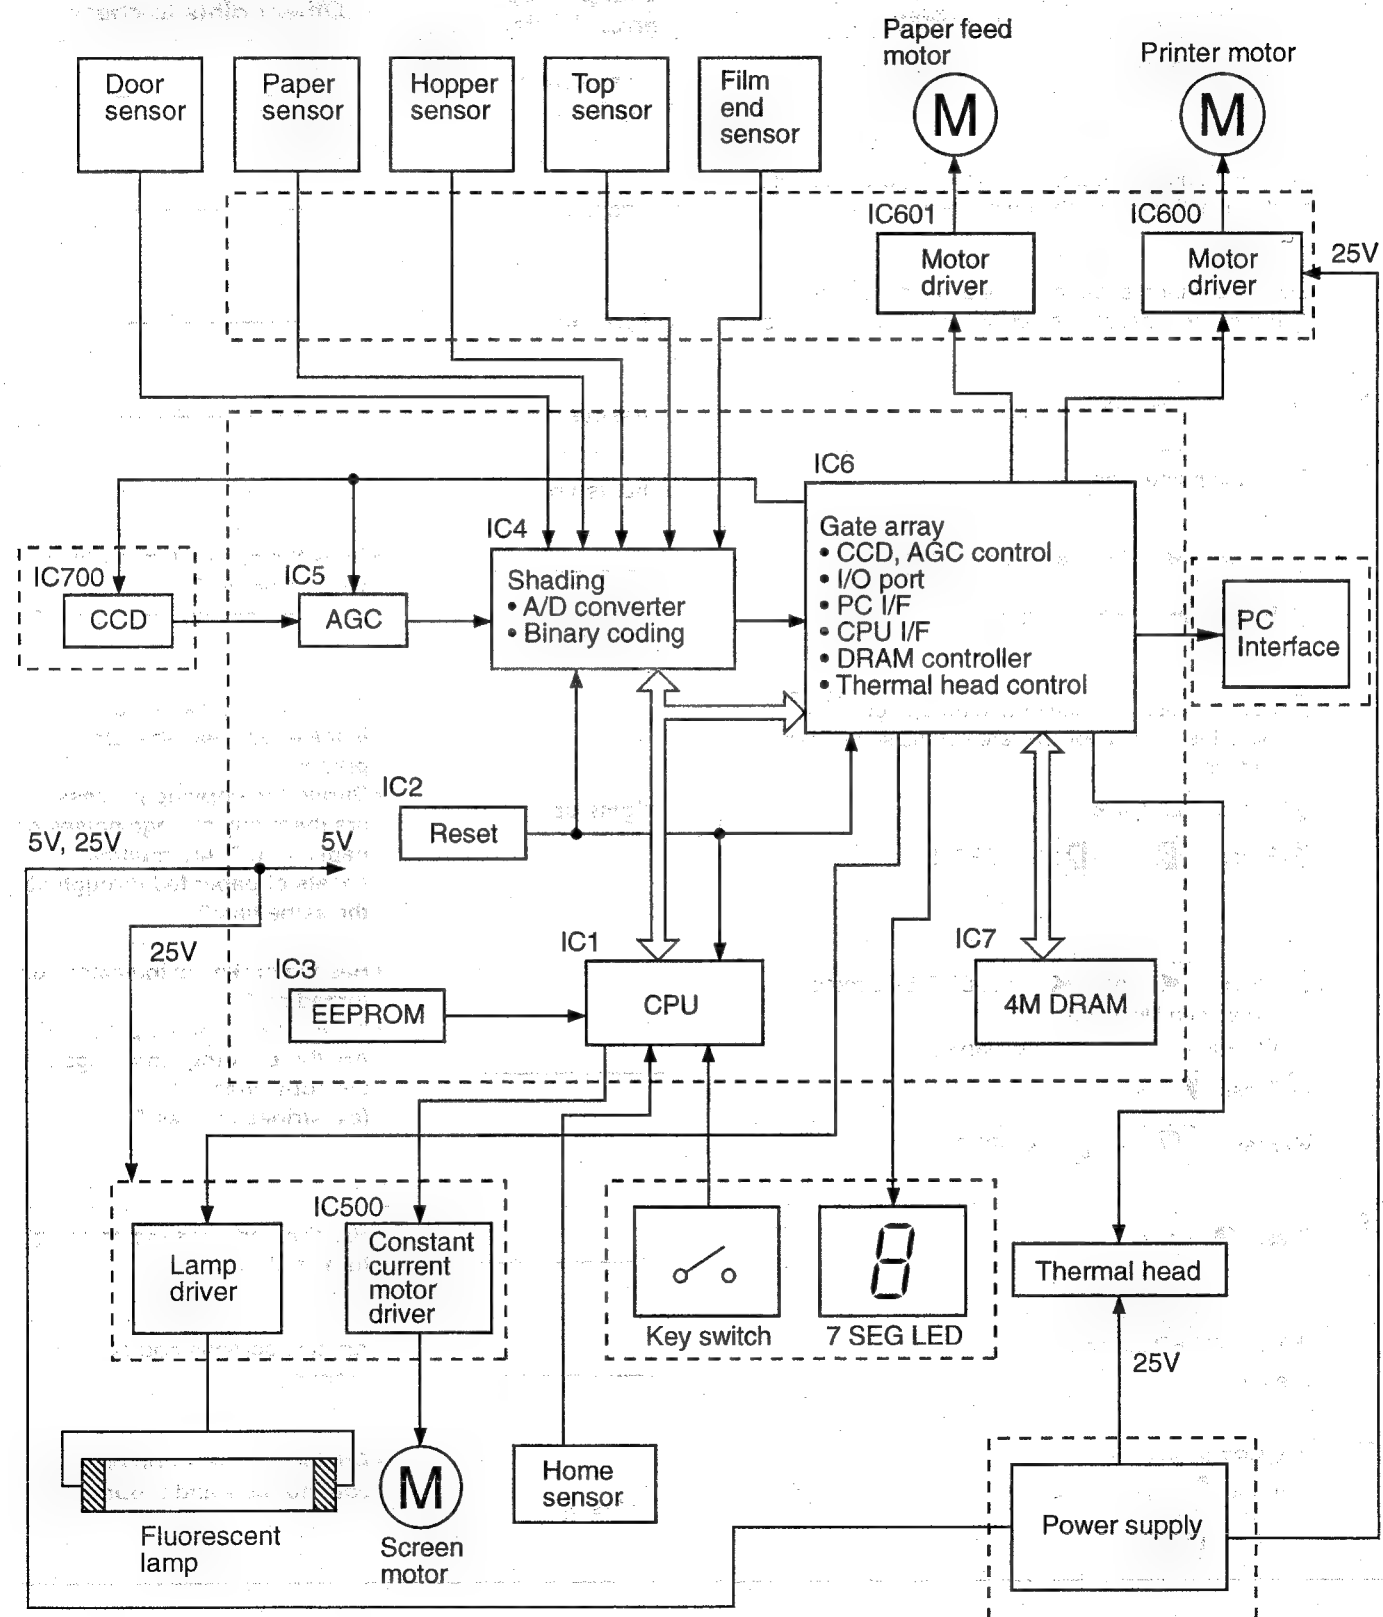 Paper feed
motor
Printer motor
Door
sensor
Paper
sensor
Hopper
sensor
Top
sensor
Film
end
sensor
M
M
IC601
IC600
Motor
driver
Motor
driver
25V
IC6
IC4
Gate array
• CCD, AGC control
• I/O port
• PC I/F
• CPU I/F
• DRAM controller
• Thermal head control
IC700
CCD
IC5
AGC
Shading
• A/D converter
• Binary coding
PC
Interface
IC2
Reset
5V, 25V
5V
25V
IC1
CPU
IC3
EEPROM
IC7
4M DRAM
IC500
Lamp
driver
Constant
current
motor
driver
8
Key switch
7 SEG LED
Thermal head
25V
M
Home
sensor
Power supply
Fluorescent
lamp
Screen
motor